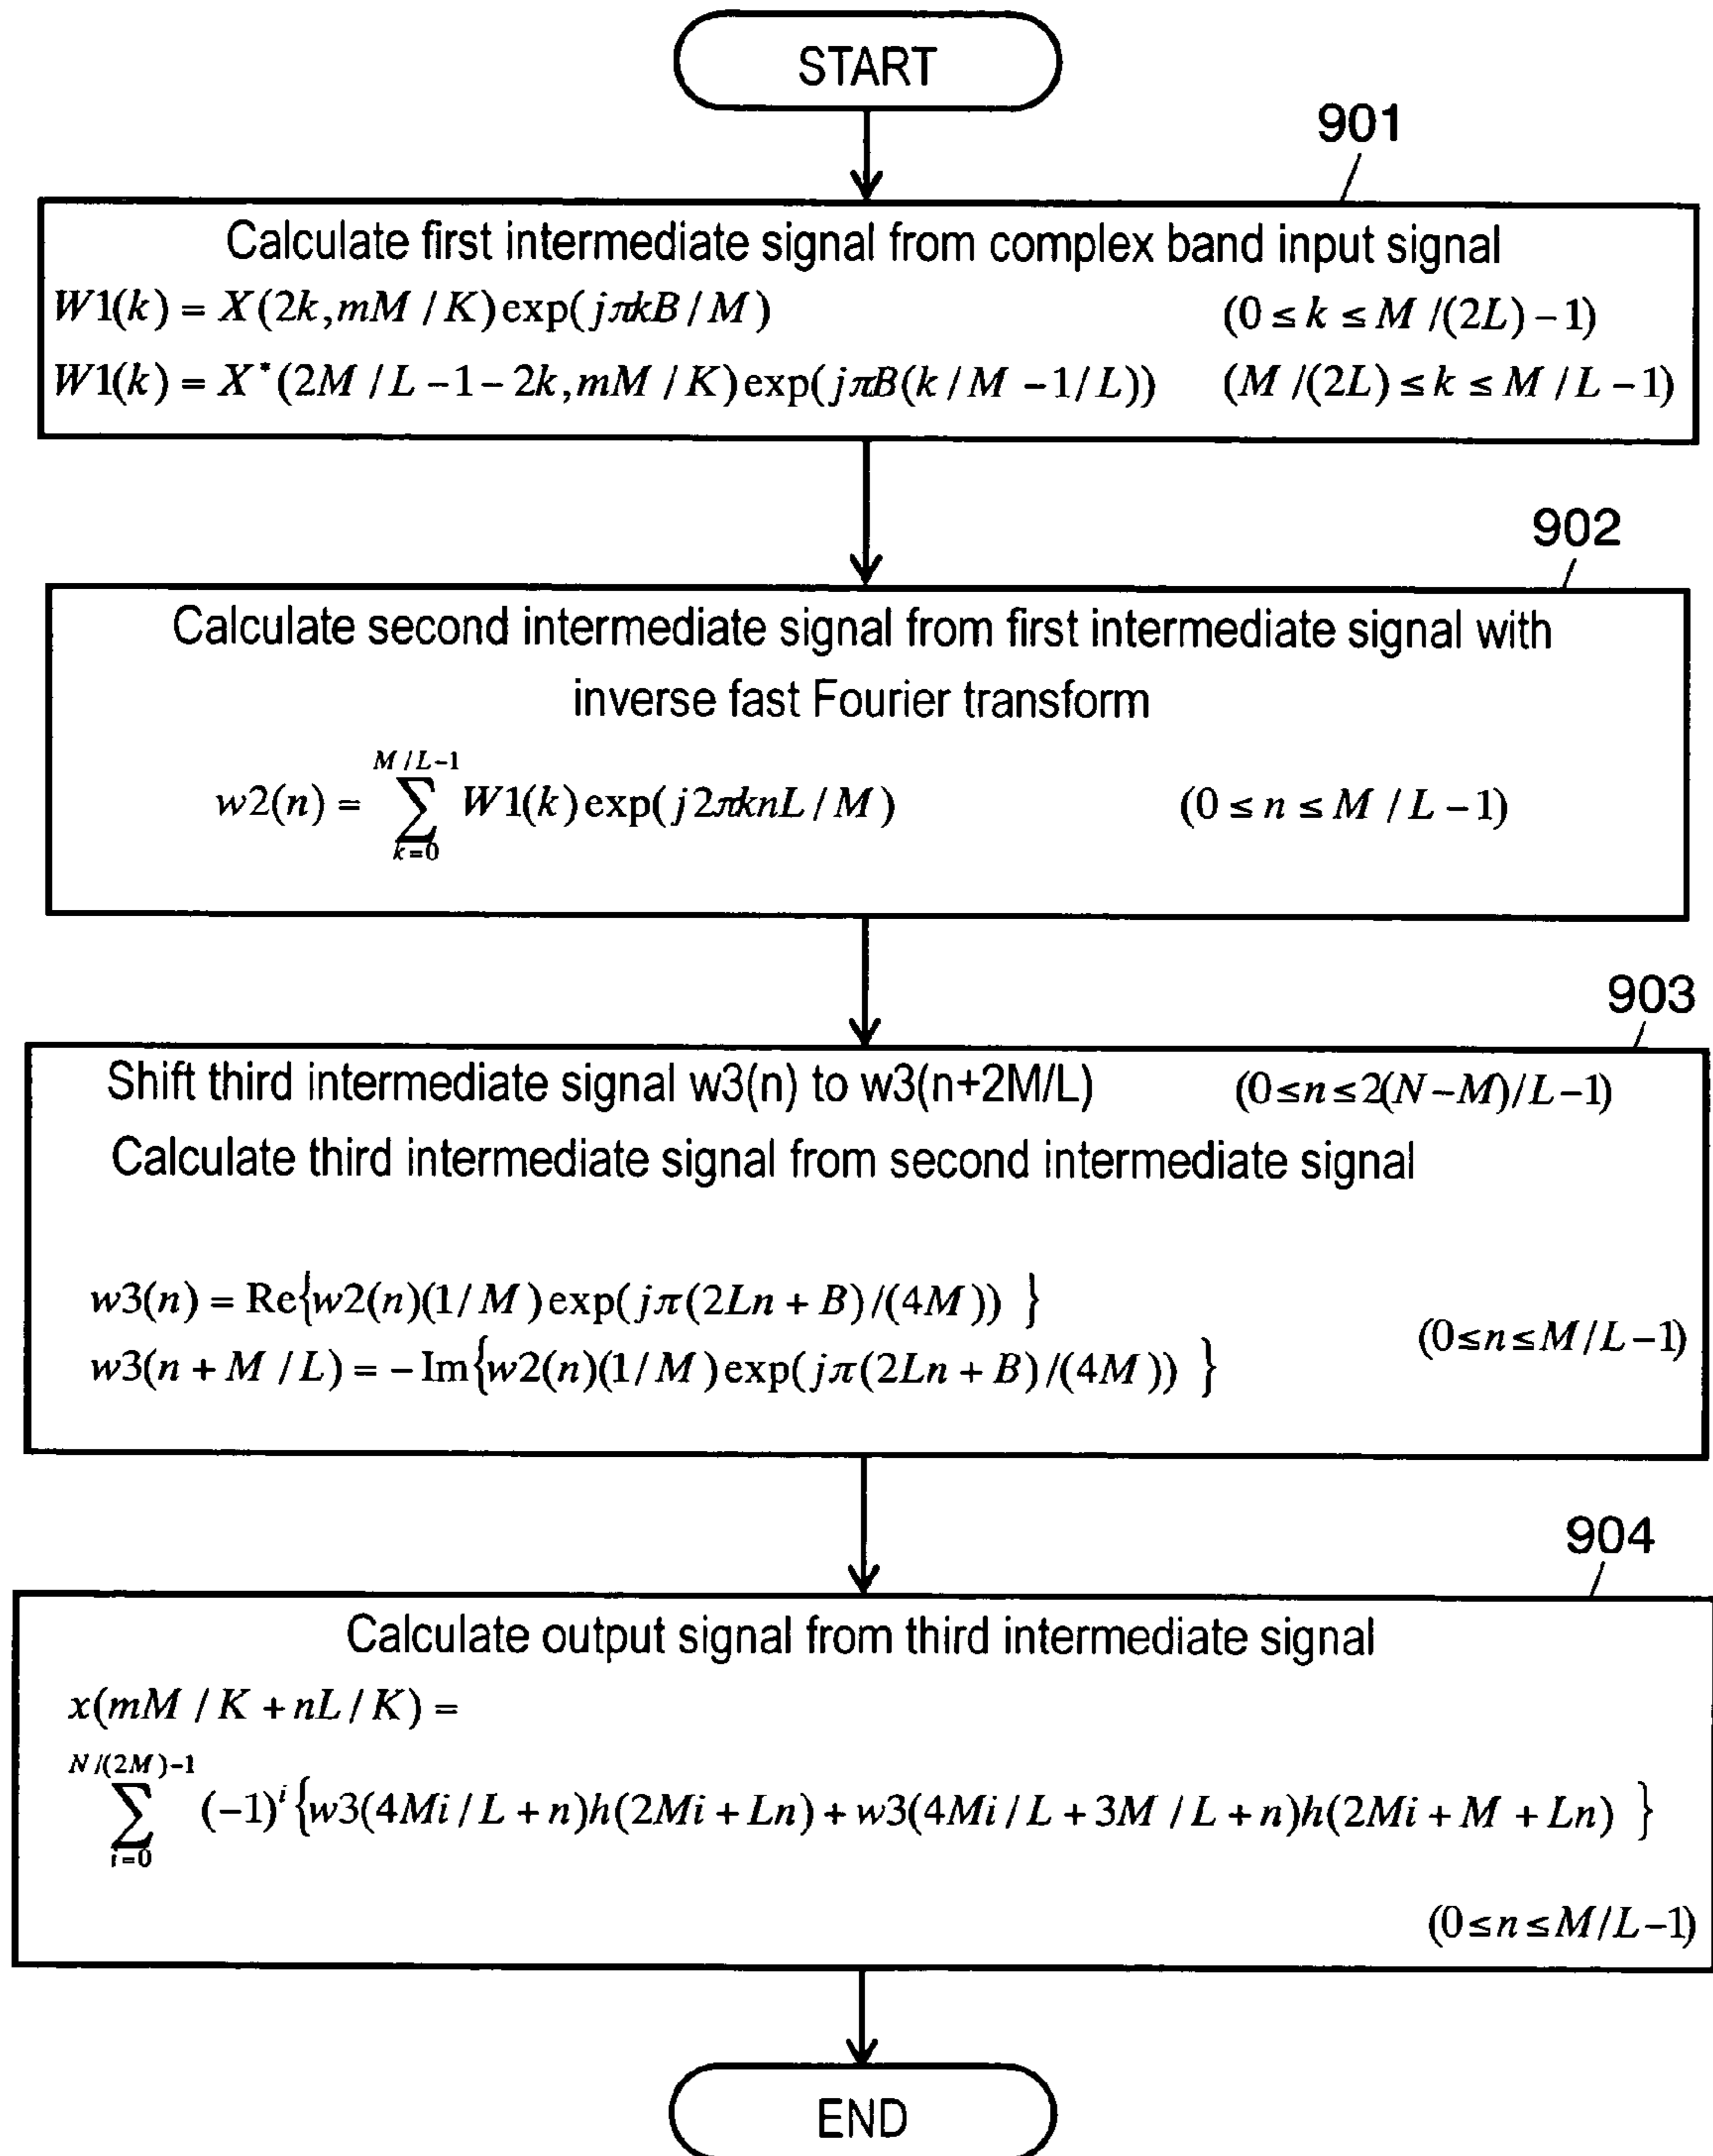 START
901
Calculate first intermediate signal from complex band input signal
W1(k) = X(2k,mM / K)exp(jπkB / M) (0 ≤ k ≤ M /(2L) − 1)
W1(k) = X*(2M / L −1− 2k,mM / K)exp(jπB(k / M −1/ L)) (M /(2L) ≤ k ≤ M / L −1)
902
Calculate second intermediate signal from first intermediate signal with
inverse fast Fourier transform
M / L−1
w2(n) = ∑ W1(k)exp(j2πknL / M) (0 ≤ n ≤ M / L −1)
k=0
903
Shift third intermediate signal w3(n) to w3(n+2M/L) (0≤n≤2(N−M)/L−1)
Calculate third intermediate signal from second intermediate signal
w3(n) = Re{w2(n)(1/ M)exp(jπ(2Ln + B)/(4M)) }
(0≤n≤M/L−1)
w3(n + M / L) = − Im{w2(n)(1/ M)exp(jπ(2Ln + B)/(4M)) }
904
Calculate output signal from third intermediate signal
x(mM / K + nL / K) =
N /(2M)−1
∑ (−1)^i {w3(4Mi / L + n)h(2Mi + Ln) + w3(4Mi / L + 3M / L + n)h(2Mi + M + Ln) }
i=0
(0≤n≤M/L−1)
END